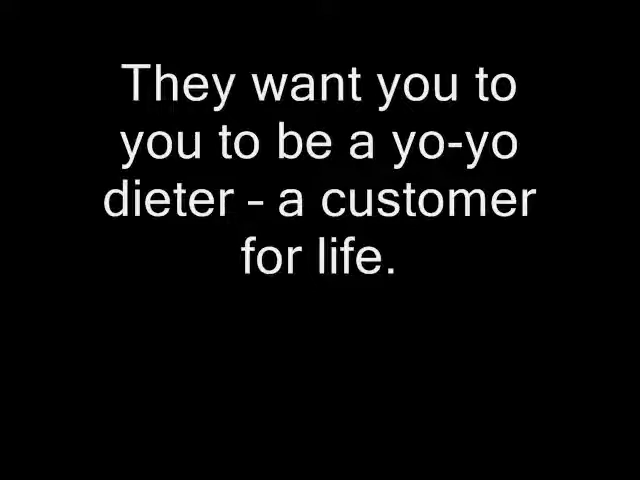 They want you to
you to be a yo-yo
dieter – a customer
for life.